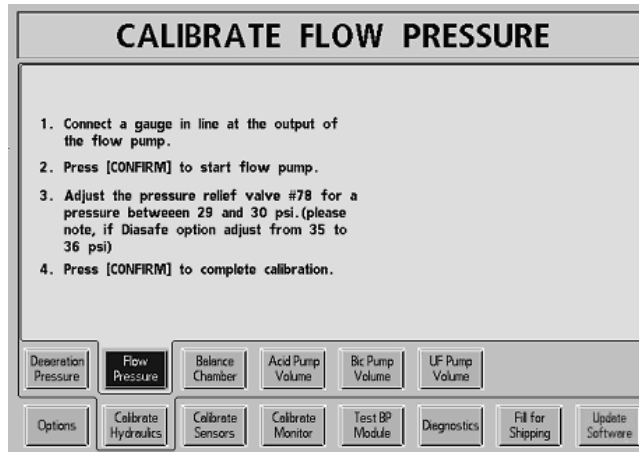 CALIBRATE FLOW PRESSURE
1. Connect a gauge in line at the output of
the flow pump.
2. Press [CONFIRM] to start flow pump.
3. Adjust the pressure relief valve #78 for a
pressure betweeen 29 and 30 psi.(please
note, if Diasafe option adjust from 35 to
36 psi)
4. Press [CONFIRM] to complete calibration.
Deaeration Pressure
Flow Pressure
Balance Chamber
Acid Pump Volume
Bic Pump Volume
UF Pump Volume
Options
Calibrate Hydraulics
Calibrate Sensors
Calibrate Monitor
Test BP Module
Diagnostics
Fill for Shipping
Update Software